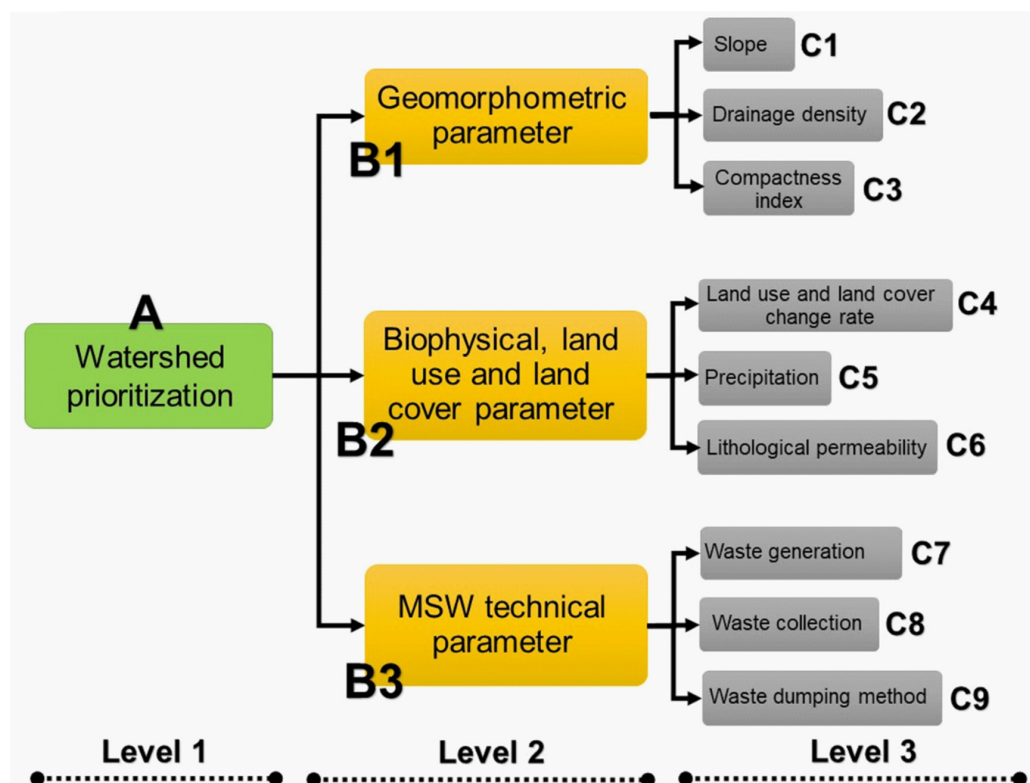 A
Watershed
prioritization
Geomorphometric
parameter
B1
Slope
C1
Drainage density
C2
Compactness
index
C3
Biophysical, land
use and land
cover parameter
B2
Land use and land cover
change rate
C4
Precipitation
C5
Lithological permeability
C6
MSW technical
parameter
B3
Waste generation
C7
Waste collection
C8
Waste dumping method
C9
Level 1
Level 2
Level 3